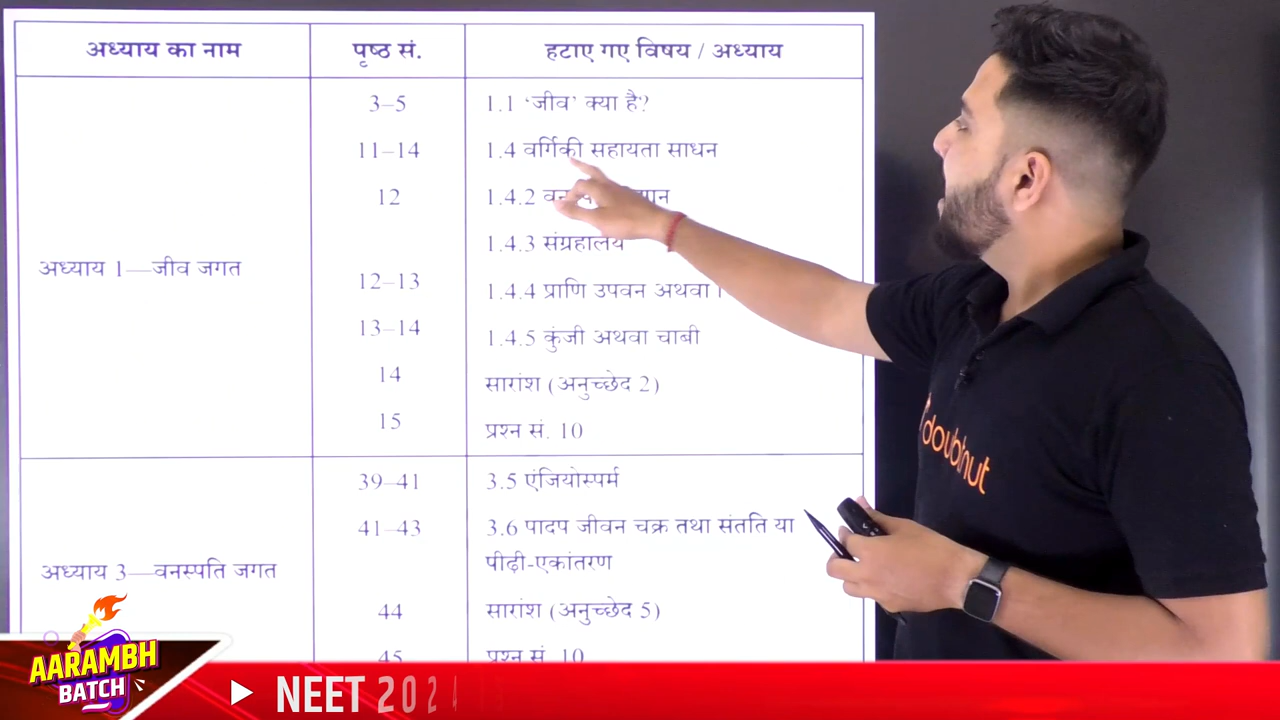 अध्याय का नाम पृष्ठ सं. हटाए गए विषय / अध्याय
3–5 1.1 ‘जीव’ क्या है?
11–14 1.4 वर्गिकी सहायता साधन
12 1.4.2
1.4.3 संग्रहालय
अध्याय 1—जीव जगत
12–13 1.4.4 प्राणि उपवन अथवा
13–14 1.4.5 कुंजी अथवा चाबी
14 सारांश (अनुच्छेद 2)
15 प्रश्न सं. 10
39–41 3.5 एंजियोस्पर्म
41–43 3.6 पादप जीवन चक्र तथा संतति या
पीढ़ी-एकांतरण
अध्याय 3—वनस्पति जगत
44 सारांश (अनुच्छेद 5)
45 प्रश्न सं. 10
doubtnut
AARAMBH
BATCH
NEET 2024